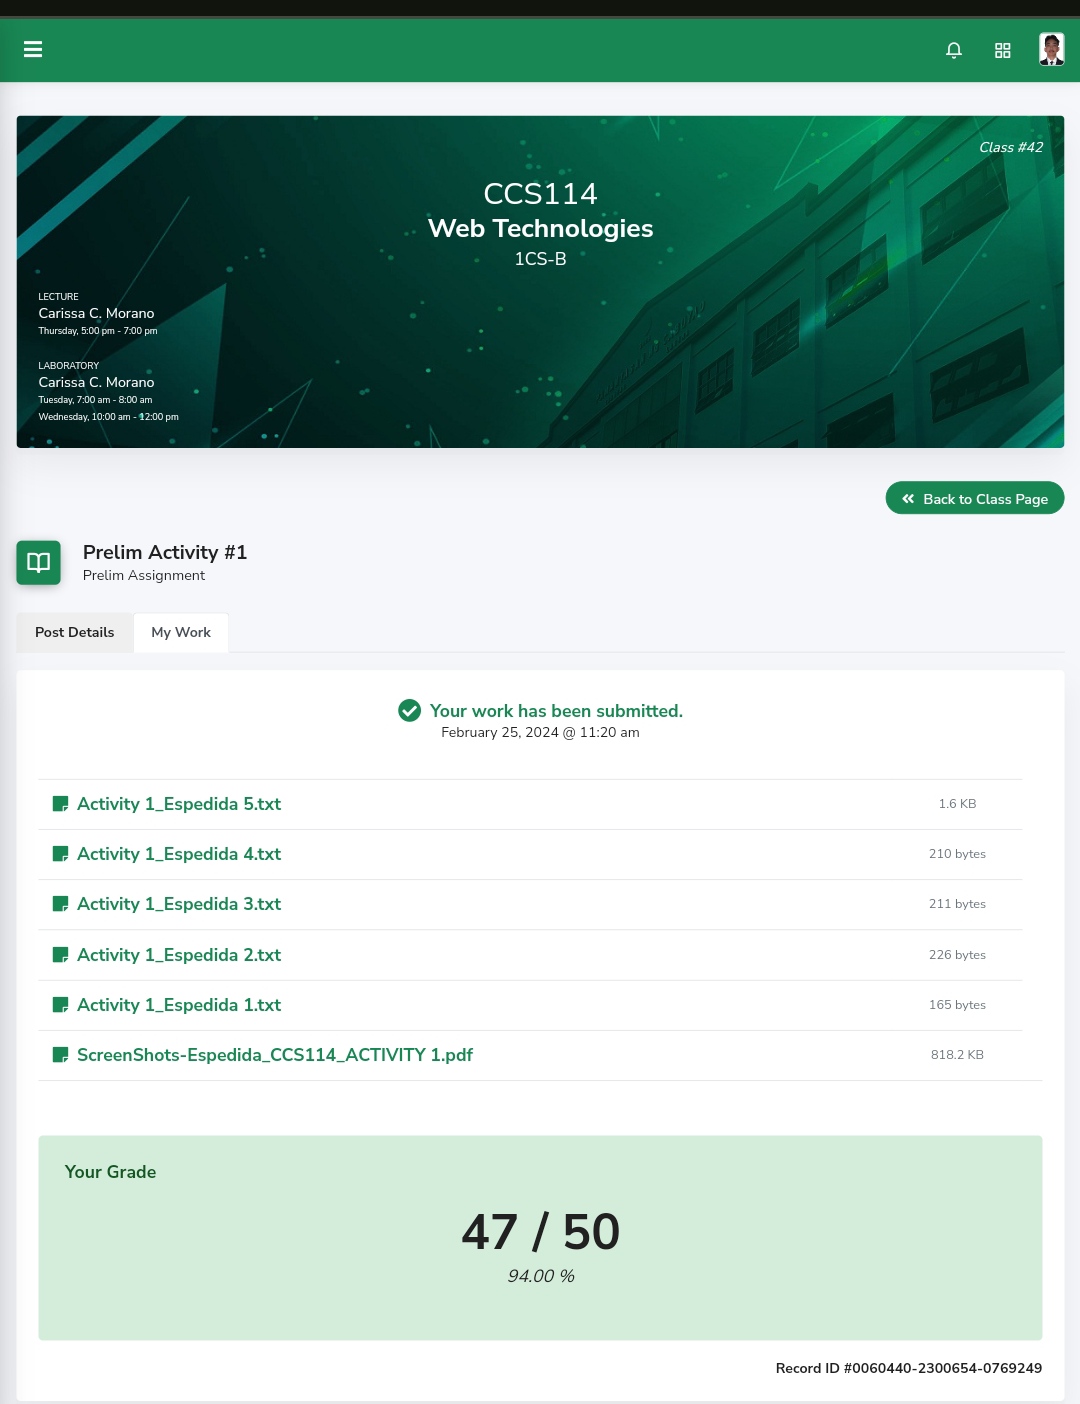 Class #42
CCS114
Web Technologies
1CS-B
LECTURE
Carissa C. Morano
Thursday, 5:00 pm - 7:00 pm
LABORATORY
Carissa C. Morano
Tuesday, 7:00 am - 8:00 am
Wednesday, 10:00 am - 12:00 pm
Back to Class Page
Prelim Activity #1
Prelim Assignment
Post Details My Work
Your work has been submitted.
February 25, 2024 @ 11:20 am
Activity 1_Espedida 5.txt 1.6 KB
Activity 1_Espedida 4.txt 210 bytes
Activity 1_Espedida 3.txt 211 bytes
Activity 1_Espedida 2.txt 226 bytes
Activity 1_Espedida 1.txt 165 bytes
ScreenShots-Espedida_CCS114_ACTIVITY 1.pdf 818.2 KB
Your Grade
47 / 50
94.00 %
Record ID #0060440-2300654-0769249